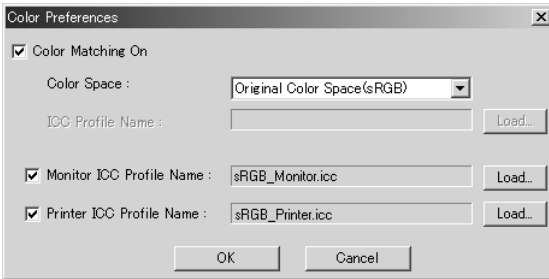 Color Preferences
Color Matching On
Color Space :
Original Color Space(sRGB)
ICC Profile Name :
Load...
Monitor ICC Profile Name :
sRGB_Monitor.icc
Load...
Printer ICC Profile Name :
sRGB_Printer.icc
Load...
OK
Cancel